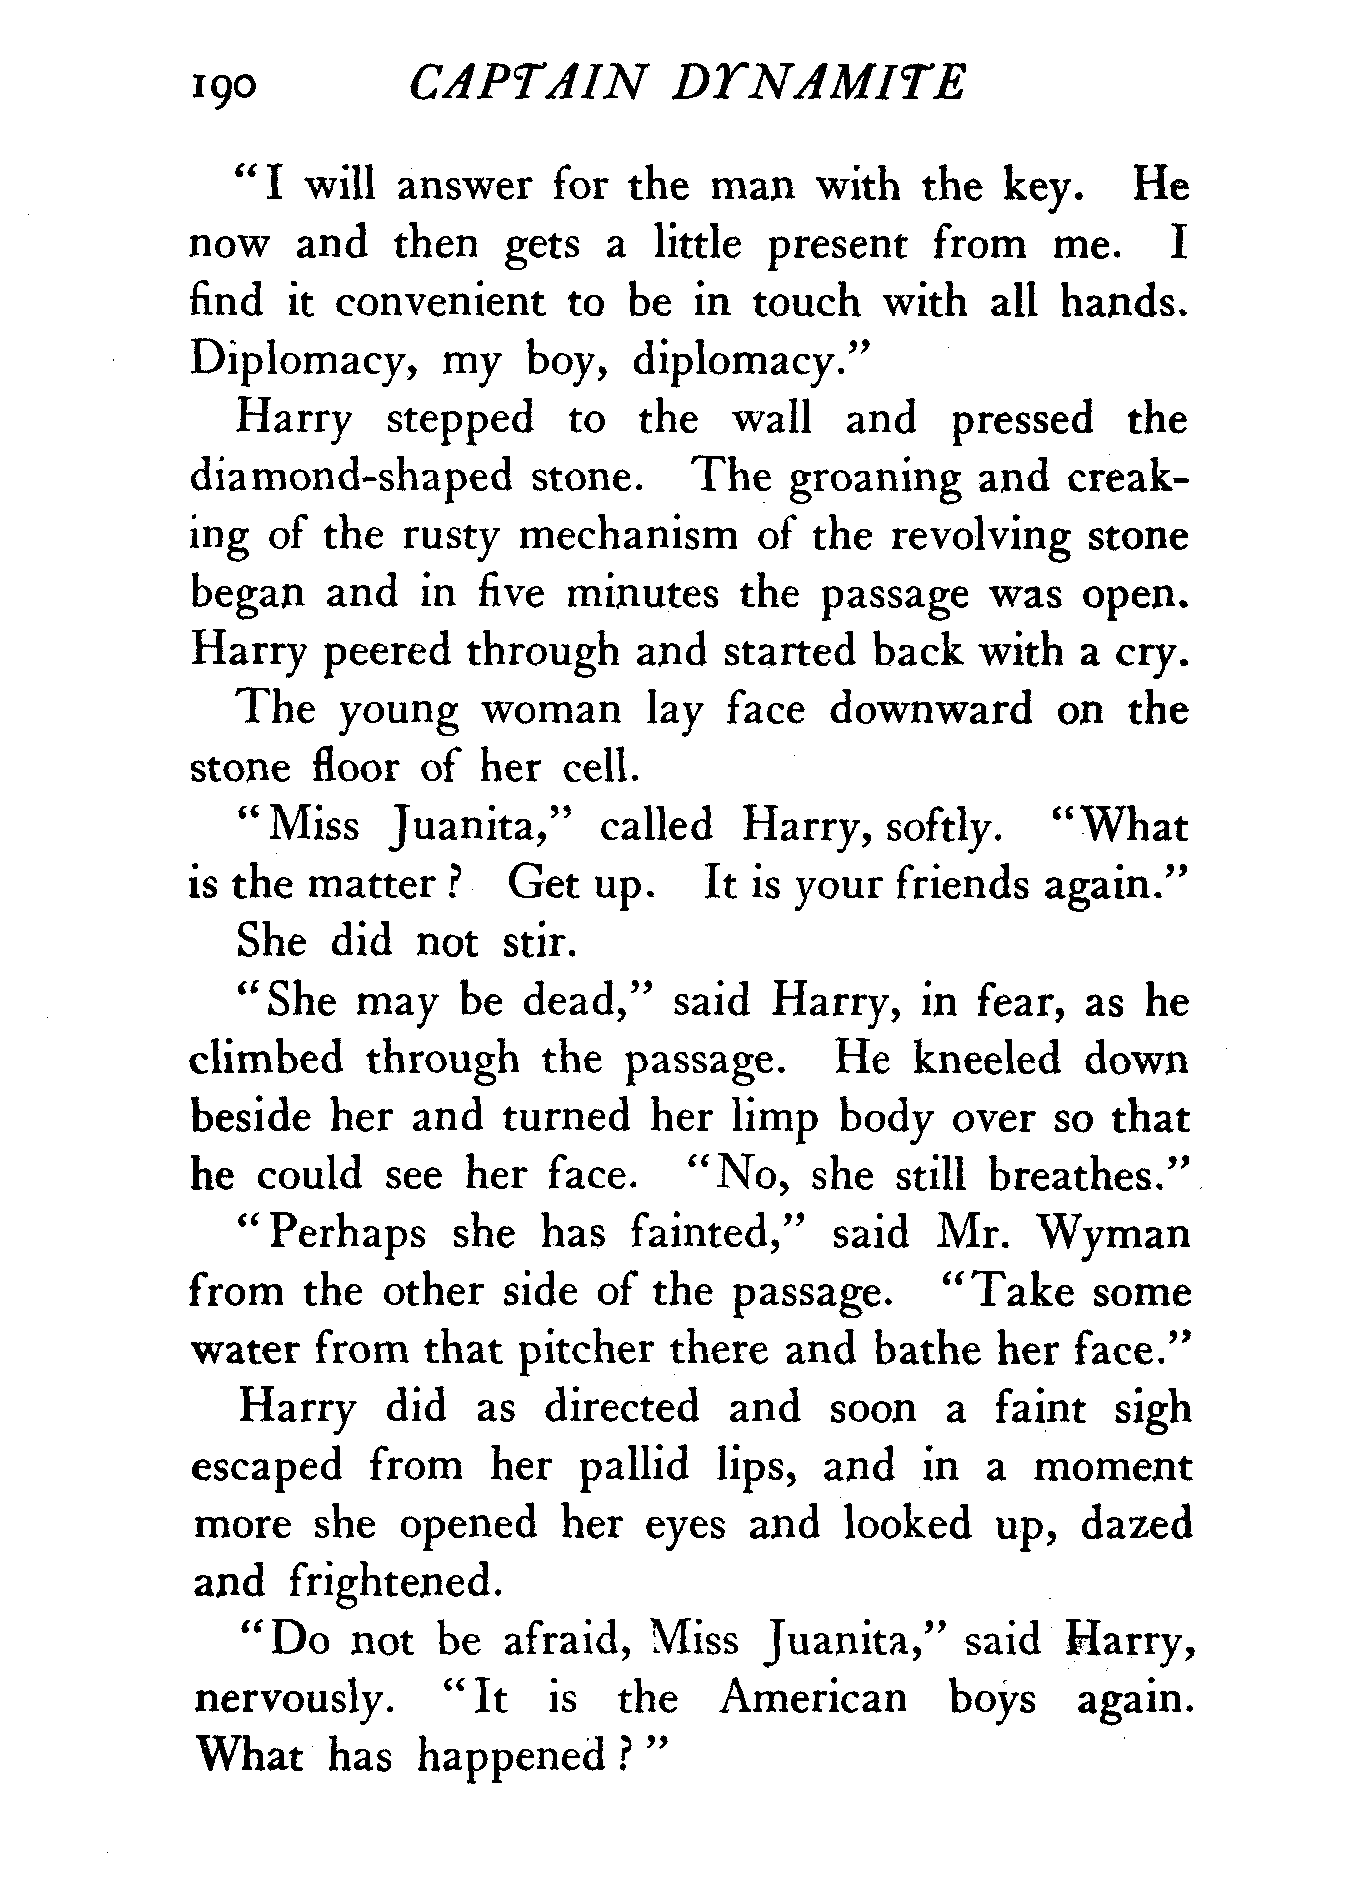 190 CAPTAIN DYNAMITE
"I will answer for the man with the key. He
now and then gets a little present from me. I
find it convenient to be in touch with all hands.
Diplomacy, my boy, diplomacy."
Harry stepped to the wall and pressed the
diamond-shaped stone. The groaning and creak-
ing of the rusty mechanism of the revolving stone
began and in five minutes the passage was open.
Harry peered through and started back with a cry.
The young woman lay face downward on the
stone floor of her cell.
"Miss Juanita," called Harry, softly. "What
is the matter? Get up. It is your friends again."
She did not stir.
"She may be dead," said Harry, in fear, as he
climbed through the passage. He kneeled down
beside her and turned her limp body over so that
he could see her face. "No, she still breathes."
"Perhaps she has fainted," said Mr. Wyman
from the other side of the passage. "Take some
water from that pitcher there and bathe her face."
Harry did as directed and soon a faint sigh
escaped from her pallid lips, and in a moment
more she opened her eyes and looked up, dazed
and frightened.
"Do not be afraid, Miss Juanita," said Harry,
nervously. "It is the American boys again.
What has happened?"